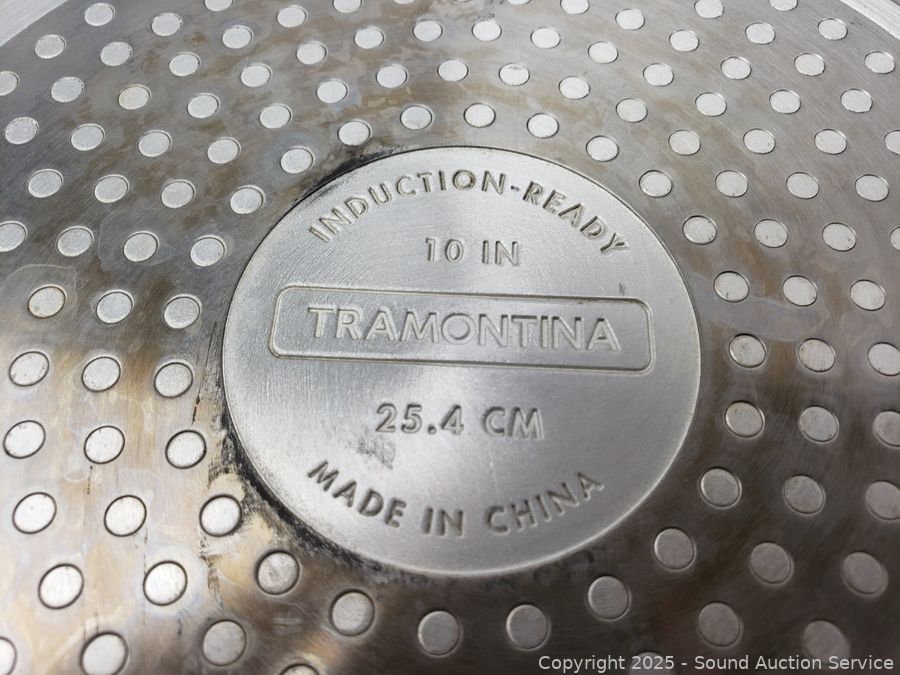 INDUCTION-READY
10 IN
TRAMONTINA
25.4 CM
MADE IN CHINA
Copyright 2025 - Sound Auction Service